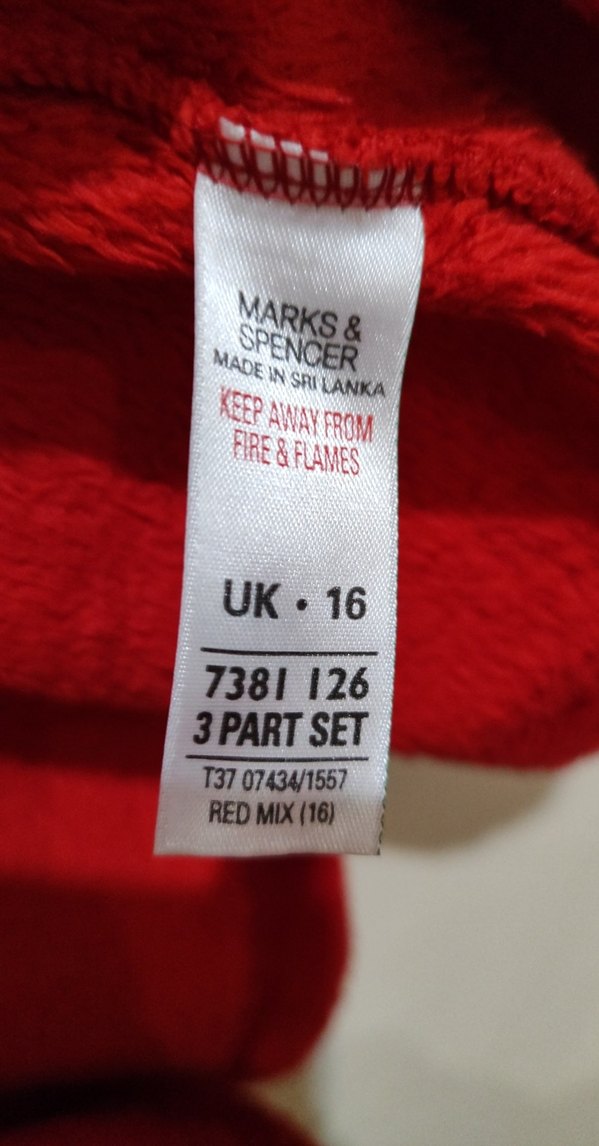 MARKS &
SPENCER
MADE IN SRI LANKA
KEEP AWAY FROM
FIRE & FLAMES
UK • 16
7381 126
3 PART SET
T37 07434/1557
RED MIX (16)